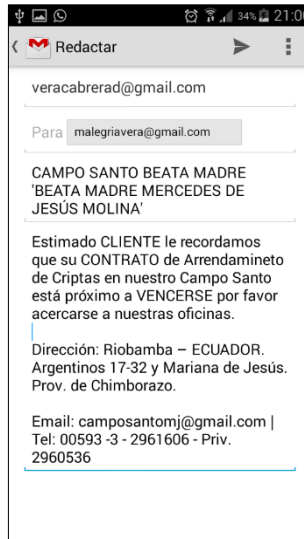 34% 21:06
Redactar
veracabrerad@gmail.com
Para malegriavera@gmail.com
CAMPO SANTO BEATA MADRE
'BEATA MADRE MERCEDES DE
JESÚS MOLINA'
Estimado CLIENTE le recordamos
que su CONTRATO de Arrendamineto
de Criptas en nuestro Campo Santo
está próximo a VENCERSE por favor
acercarse a nuestras oficinas.
Dirección: Riobamba – ECUADOR.
Argentinos 17-32 y Mariana de Jesús.
Prov. de Chimborazo.
Email: camposantomj@gmail.com |
Tel: 00593 -3 - 2961606 - Priv.
2960536